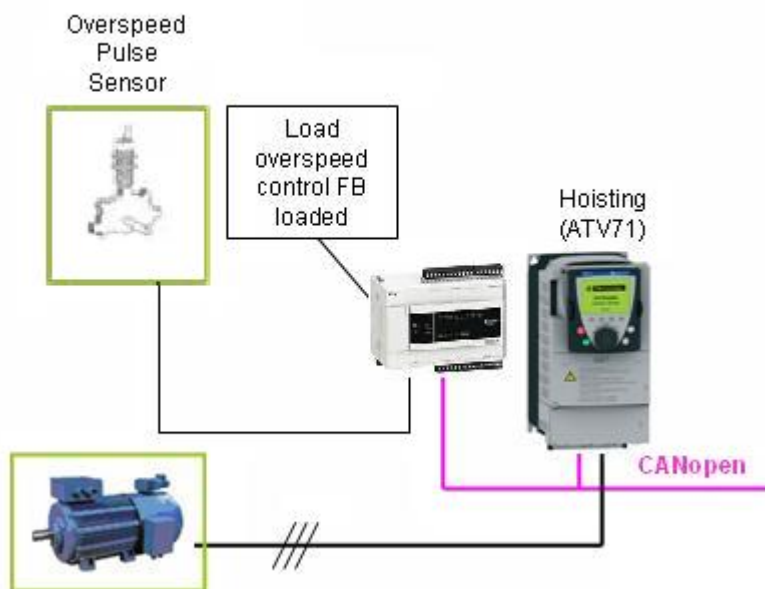 Overspeed
Pulse
Sensor
Load
overspeed
control FB
loaded
Hoisting
(ATV71)
CANopen